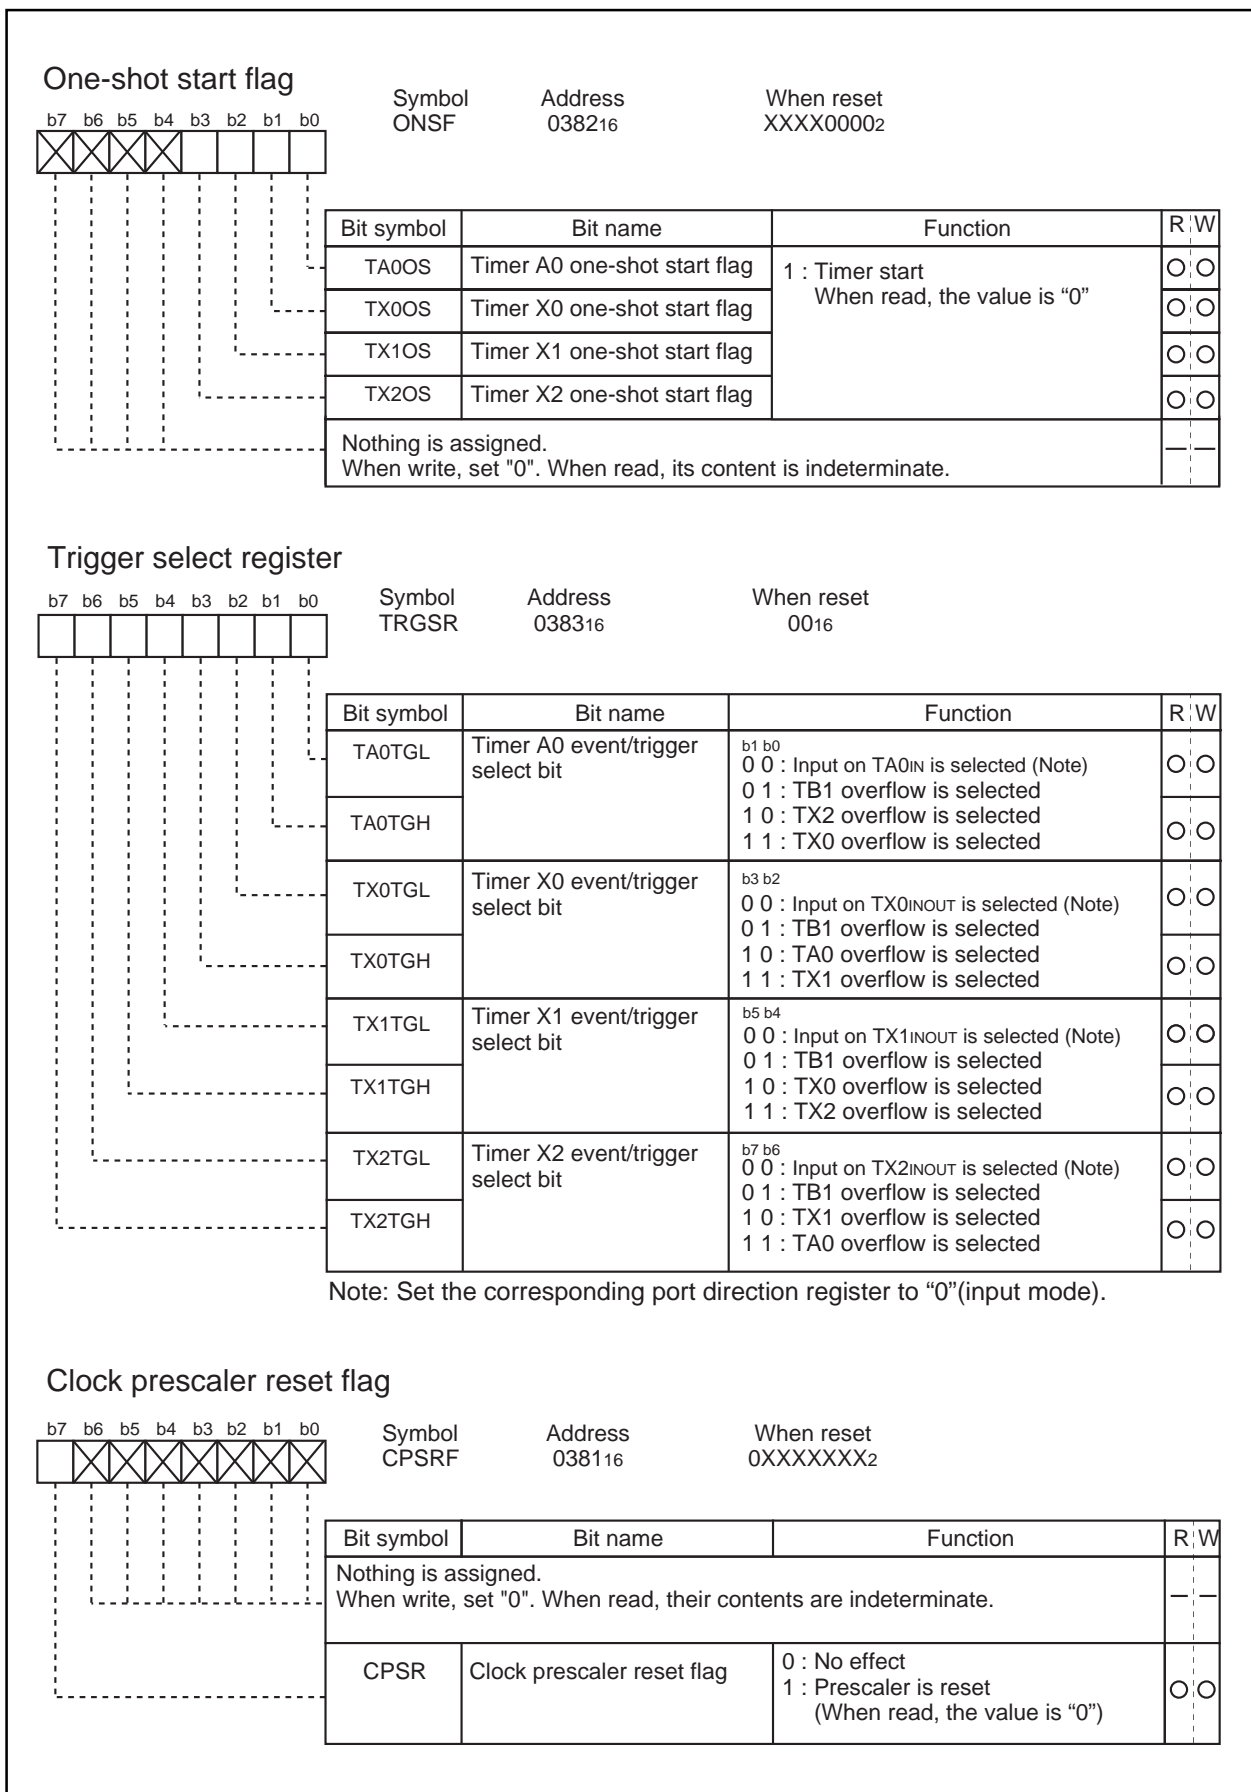 One-shot start flag
Symbol Address When reset
ONSF 038216 XXXX00002
b7 b6 b5 b4 b3 b2 b1 b0
Bit symbol Bit name Function R W
TA0OS Timer A0 one-shot start flag 1 : Timer start
When read, the value is “0”
TX0OS Timer X0 one-shot start flag
TX1OS Timer X1 one-shot start flag
TX2OS Timer X2 one-shot start flag
Nothing is assigned.
When write, set "0". When read, its content is indeterminate.
Trigger select register
Symbol Address When reset
TRGSR 038316 0016
b7 b6 b5 b4 b3 b2 b1 b0
Bit symbol Bit name Function R W
TA0TGL Timer A0 event/trigger select bit
b1 b0
0 0 : Input on TA0IN is selected (Note)
0 1 : TB1 overflow is selected
TA0TGH 1 0 : TX2 overflow is selected
1 1 : TX0 overflow is selected
TX0TGL Timer X0 event/trigger select bit
b3 b2
0 0 : Input on TX0INOUT is selected (Note)
0 1 : TB1 overflow is selected
TX0TGH 1 0 : TA0 overflow is selected
1 1 : TX1 overflow is selected
TX1TGL Timer X1 event/trigger select bit
b5 b4
0 0 : Input on TX1INOUT is selected (Note)
0 1 : TB1 overflow is selected
TX1TGH 1 0 : TX0 overflow is selected
1 1 : TX2 overflow is selected
TX2TGL Timer X2 event/trigger select bit
b7 b6
0 0 : Input on TX2INOUT is selected (Note)
0 1 : TB1 overflow is selected
TX2TGH 1 0 : TX1 overflow is selected
1 1 : TA0 overflow is selected
Note: Set the corresponding port direction register to “0”(input mode).
Clock prescaler reset flag
Symbol Address When reset
CPSRF 038116 0XXXXXXX2
b7 b6 b5 b4 b3 b2 b1 b0
Bit symbol Bit name Function R W
Nothing is assigned.
When write, set "0". When read, their contents are indeterminate.
CPSR Clock prescaler reset flag 0 : No effect
1 : Prescaler is reset
(When read, the value is “0”)